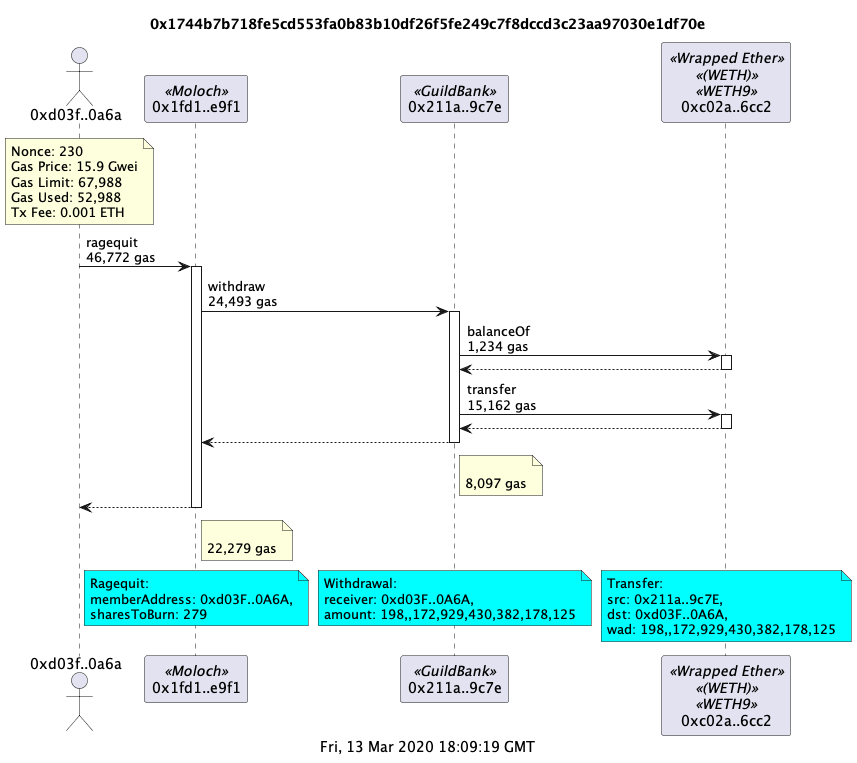 0x1744b7b718fe5cd553fa0b83b10df26f5fe249c7f8dccd3c23aa97030e1df70e
0xd03f..0a6a
«Moloch»
0x1fd1..e9f1
«GuildBank»
0x211a..9c7e
«Wrapped Ether»
«(WETH)»
«WETH9»
0xc02a..6cc2
Nonce: 230
Gas Price: 15.9 Gwei
Gas Limit: 67,988
Gas Used: 52,988
Tx Fee: 0.001 ETH
ragequit
46,772 gas
withdraw
24,493 gas
balanceOf
1,234 gas
transfer
15,162 gas
8,097 gas
22,279 gas
Ragequit:
memberAddress: 0xd03F..0A6A,
sharesToBurn: 279
Withdrawal:
receiver: 0xd03F..0A6A,
amount: 198,,172,929,430,382,178,125
Transfer:
src: 0x211a..9c7E,
dst: 0xd03F..0A6A,
wad: 198,,172,929,430,382,178,125
0xd03f..0a6a
«Moloch»
0x1fd1..e9f1
«GuildBank»
0x211a..9c7e
«Wrapped Ether»
«(WETH)»
«WETH9»
0xc02a..6cc2
Fri, 13 Mar 2020 18:09:19 GMT